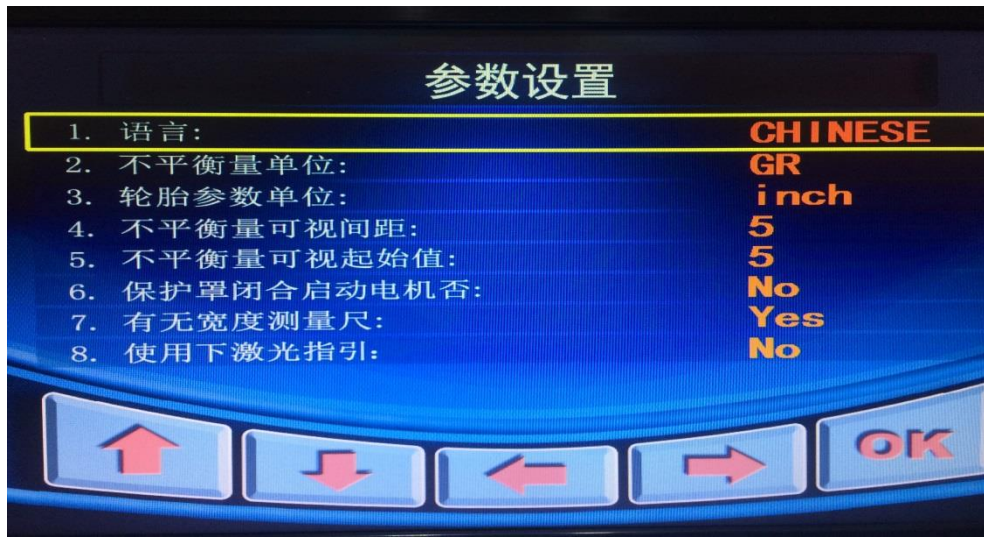 参数设置
1. 语言: CHINESE
2. 不平衡量单位: GR
3. 轮胎参数单位: inch
4. 不平衡量可视间距: 5
5. 不平衡量可视起始值: 5
6. 保护罩闭合启动电机否: No
7. 有无宽度测量尺: Yes
8. 使用下激光指引: No
OK